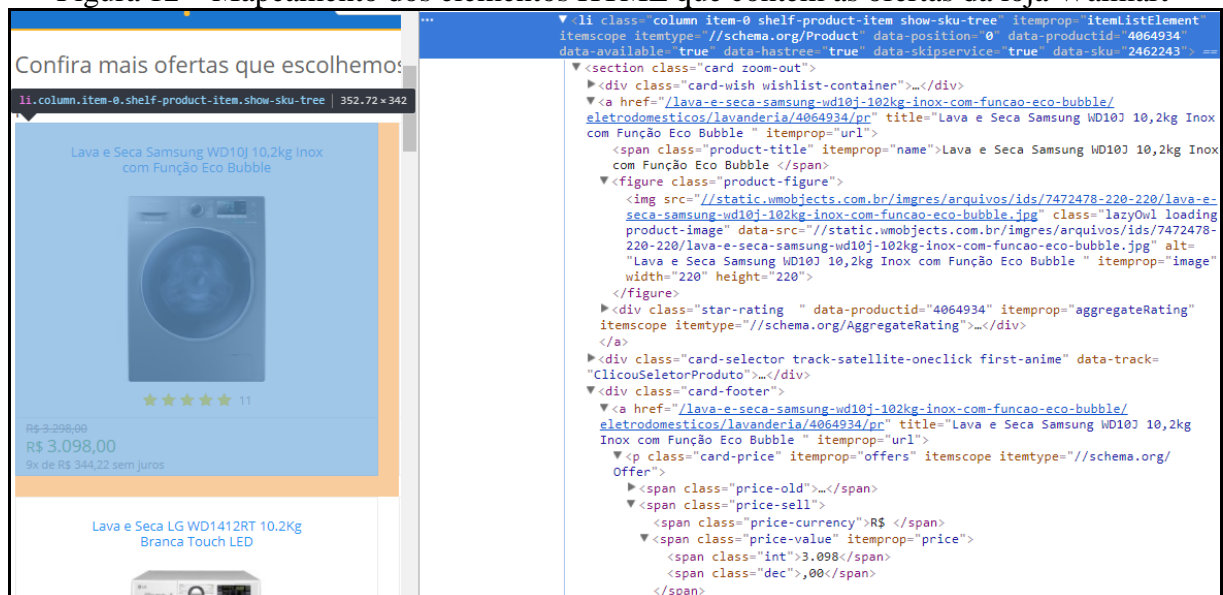 Figura 12 – Mapeamento dos elementos HTML que contém as ofertas da loja Walmart
Confira mais ofertas que escolhemos
li.column.item-0.shelf-product-item.show-sku-tree | 352.72×342
Lava e Seca Samsung WD10J 10,2kg Inox
com Função Eco Bubble
11
R$ 3.298,00
R$ 3.098,00
9x de R$ 344,22 sem juros
Lava e Seca LG WD1412RT 10.2Kg
Branca Touch LED
...
▼<li class="column item-0 shelf-product-item show-sku-tree" itemprop="itemListElement"
itemscope itemtype="//schema.org/Product" data-position="0" data-productid="4064934"
data-available="true" data-hastree="true" data-skipservice="true" data-sku="2462243"> ==
▼<section class="card zoom-out">
▶<div class="card-wish wishlist-container">…</div>
▼<a href="/lava-e-seca-samsung-wd10j-102kg-inox-com-funcao-eco-bubble/
eletrodomesticos/lavanderia/4064934/pr" title="Lava e Seca Samsung WD10J 10,2kg Inox
com Função Eco Bubble " itemprop="url">
<span class="product-title" itemprop="name">Lava e Seca Samsung WD10J 10,2kg Inox
com Função Eco Bubble </span>
▼<figure class="product-figure">
<img src="//static.wmobjects.com.br/imgres/arquivos/ids/7472478-220-220/lava-e-
seca-samsung-wd10j-102kg-inox-com-funcao-eco-bubble.jpg" class="lazyOwl loading
product-image" data-src="//static.wmobjects.com.br/imgres/arquivos/ids/7472478-
220-220/lava-e-seca-samsung-wd10j-102kg-inox-com-funcao-eco-bubble.jpg" alt=
"Lava e Seca Samsung WD10J 10,2kg Inox com Função Eco Bubble " itemprop="image"
width="220" height="220">
</figure>
▶<div class="star-rating  " data-productid="4064934" itemprop="aggregateRating"
itemscope itemtype="//schema.org/AggregateRating">…</div>
</a>
▶<div class="card-selector track-satellite-oneclick first-anime" data-track=
"ClicouSeletorProduto">…</div>
▼<div class="card-footer">
▼<a href="/lava-e-seca-samsung-wd10j-102kg-inox-com-funcao-eco-bubble/
eletrodomesticos/lavanderia/4064934/pr" title="Lava e Seca Samsung WD10J 10,2kg
Inox com Função Eco Bubble " itemprop="url">
▼<p class="card-price" itemprop="offers" itemscope itemtype="//schema.org/
Offer">
▶<span class="price-old">…</span>
▼<span class="price-sell">
<span class="price-currency">R$ </span>
▼<span class="price-value" itemprop="price">
<span class="int">3.098</span>
<span class="dec">,00</span>
</span>